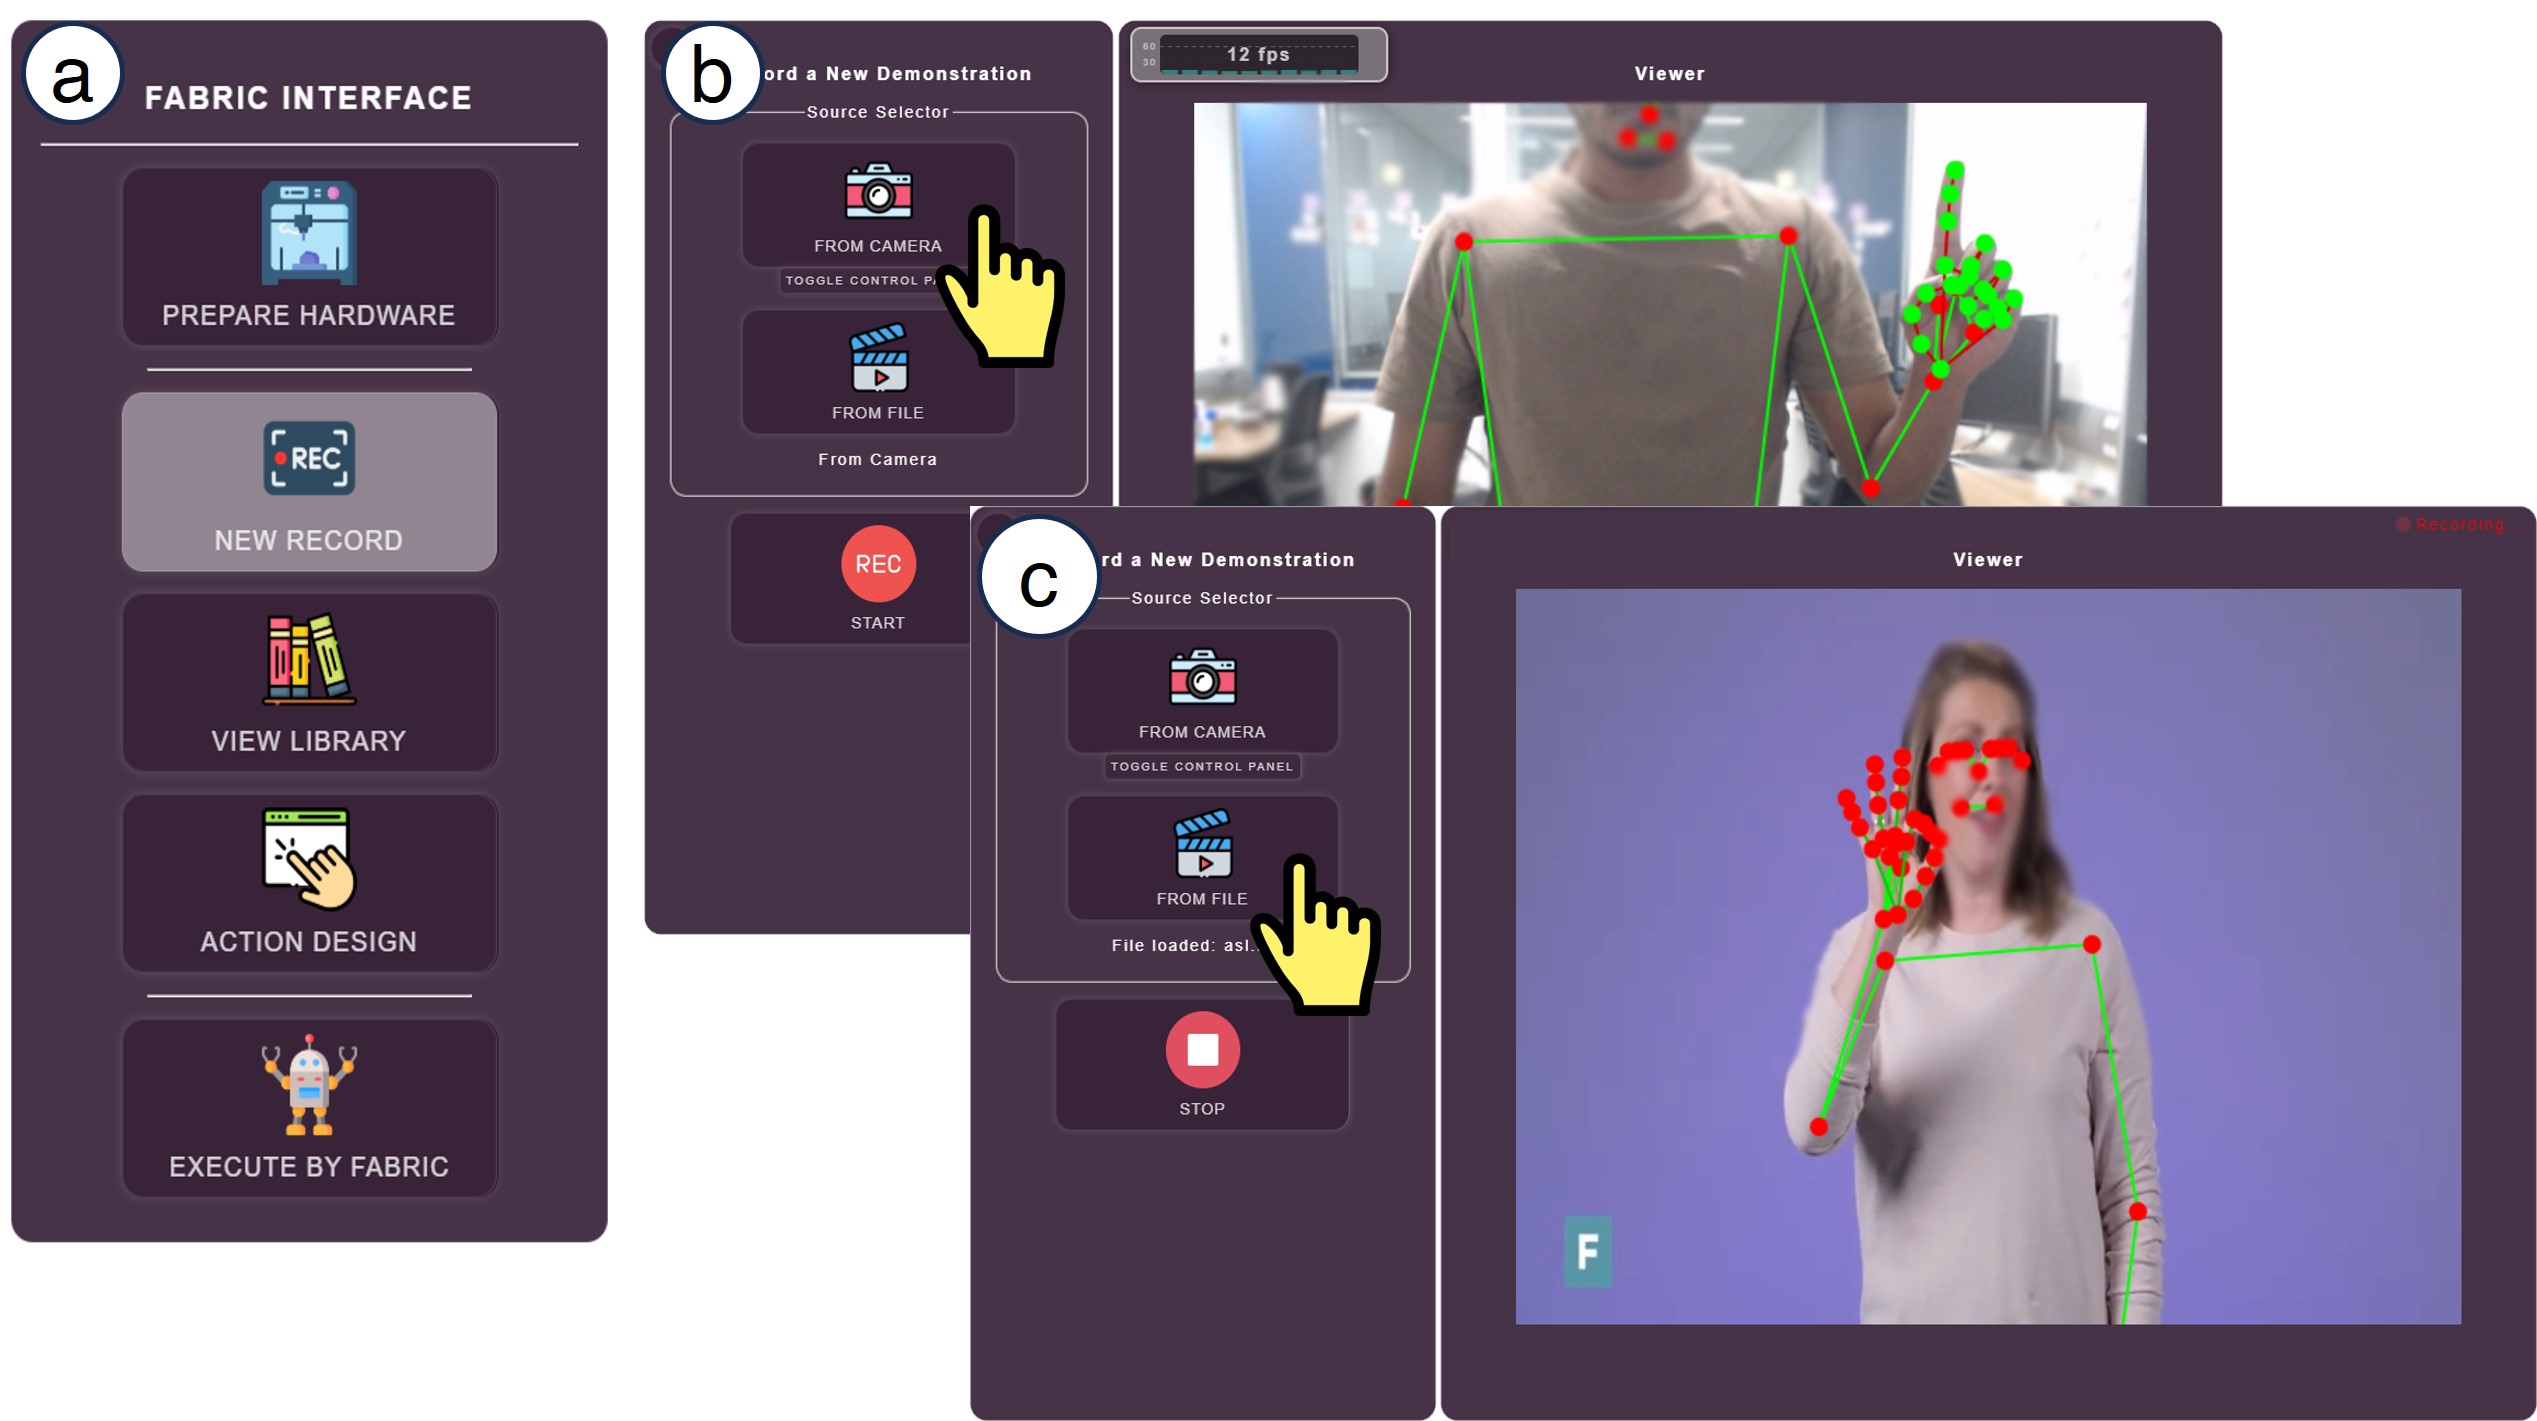 a
FABRIC INTERFACE
PREPARE HARDWARE
REC
NEW RECORD
VIEW LIBRARY
ACTION DESIGN
EXECUTE BY FABRIC
b
ord a New Demonstration
Source Selector
FROM CAMERA
TOGGLE CONTROL PA
FROM FILE
From Camera
REC
START
60
30
12 fps
Viewer
c
rd a New Demonstration
Source Selector
FROM CAMERA
TOGGLE CONTROL PANEL
FROM FILE
File loaded: asl.
STOP
Recording...
Viewer
F